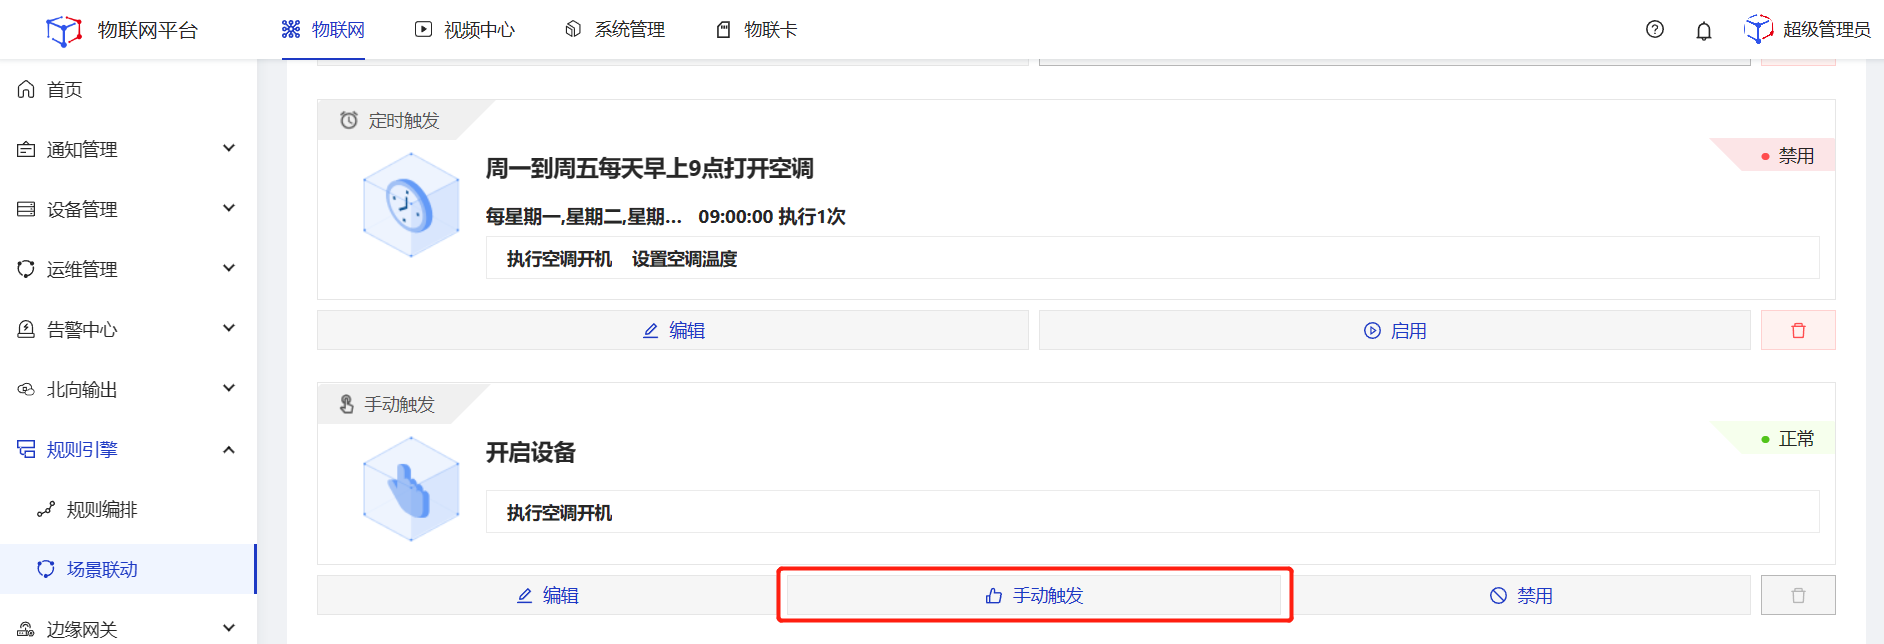 物联网平台
物联网
视频中心
系统管理
物联卡
超级管理员
首页
通知管理
设备管理
运维管理
告警中心
北向输出
规则引擎
规则编排
场景联动
边缘网关
定时触发
周一到周五每天早上9点打开空调
禁用
每星期一,星期二,星期... 09:00:00 执行1次
执行空调开机 设置空调温度
编辑
启用
手动触发
开启设备
正常
执行空调开机
编辑
手动触发
禁用